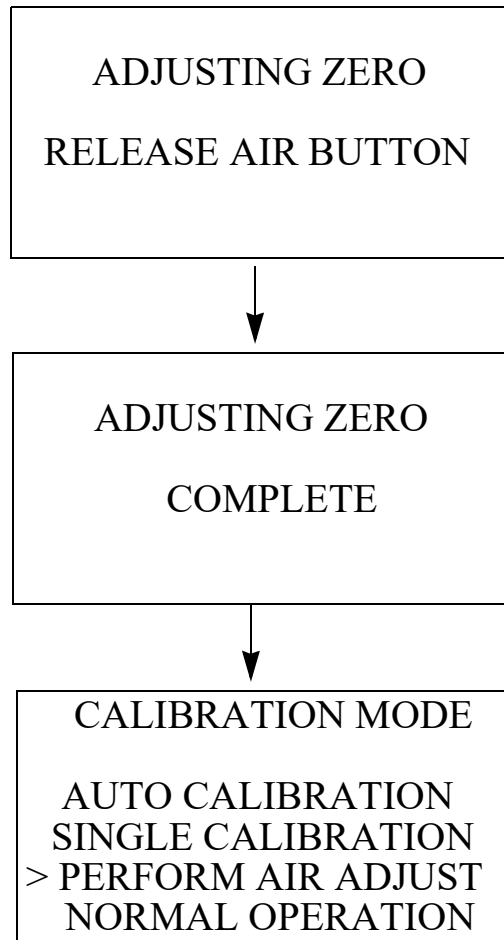 ADJUSTING ZERO
RELEASE AIR BUTTON
ADJUSTING ZERO
COMPLETE
CALIBRATION MODE
AUTO CALIBRATION
SINGLE CALIBRATION
> PERFORM AIR ADJUST
NORMAL OPERATION